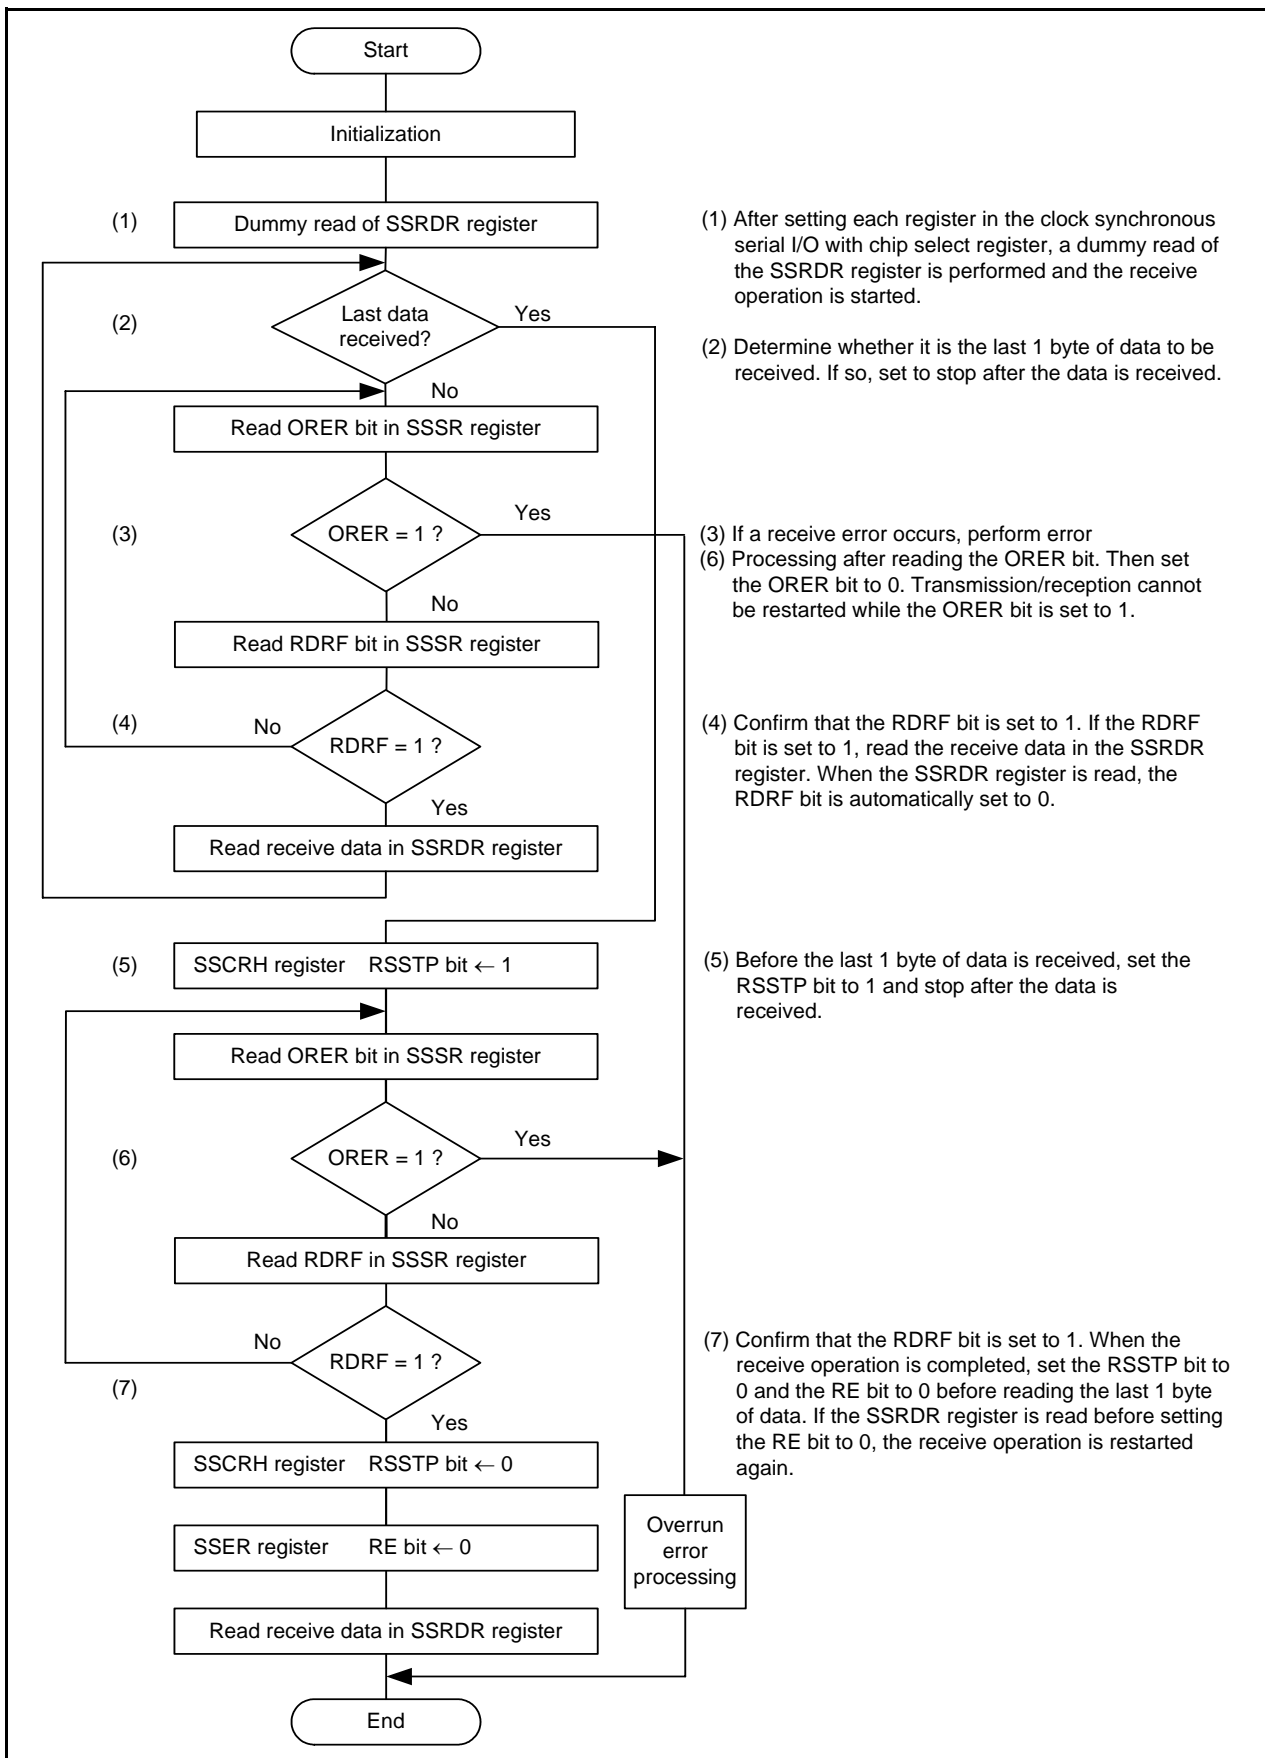 Start
Initialization
(1)
Dummy read of SSRDR register
(1) After setting each register in the clock synchronous
serial I/O with chip select register, a dummy read of
the SSRDR register is performed and the receive
operation is started.
(2)
Last data
received?
Yes
No
(2) Determine whether it is the last 1 byte of data to be
received. If so, set to stop after the data is received.
Read ORER bit in SSSR register
(3)
ORER = 1 ?
Yes
No
(3) If a receive error occurs, perform error
(6) Processing after reading the ORER bit. Then set
the ORER bit to 0. Transmission/reception cannot
be restarted while the ORER bit is set to 1.
Read RDRF bit in SSSR register
(4)
No
RDRF = 1 ?
Yes
(4) Confirm that the RDRF bit is set to 1. If the RDRF
bit is set to 1, read the receive data in the SSRDR
register. When the SSRDR register is read, the
RDRF bit is automatically set to 0.
Read receive data in SSRDR register
(5)
SSCRH register RSSTP bit ← 1
(5) Before the last 1 byte of data is received, set the
RSSTP bit to 1 and stop after the data is
received.
Read ORER bit in SSSR register
(6)
ORER = 1 ?
Yes
No
Read RDRF in SSSR register
No
RDRF = 1 ?
(7)
Yes
(7) Confirm that the RDRF bit is set to 1. When the
receive operation is completed, set the RSSTP bit to
0 and the RE bit to 0 before reading the last 1 byte
of data. If the SSRDR register is read before setting
the RE bit to 0, the receive operation is restarted
again.
SSCRH register RSSTP bit ← 0
SSER register RE bit ← 0
Overrun
error
processing
Read receive data in SSRDR register
End